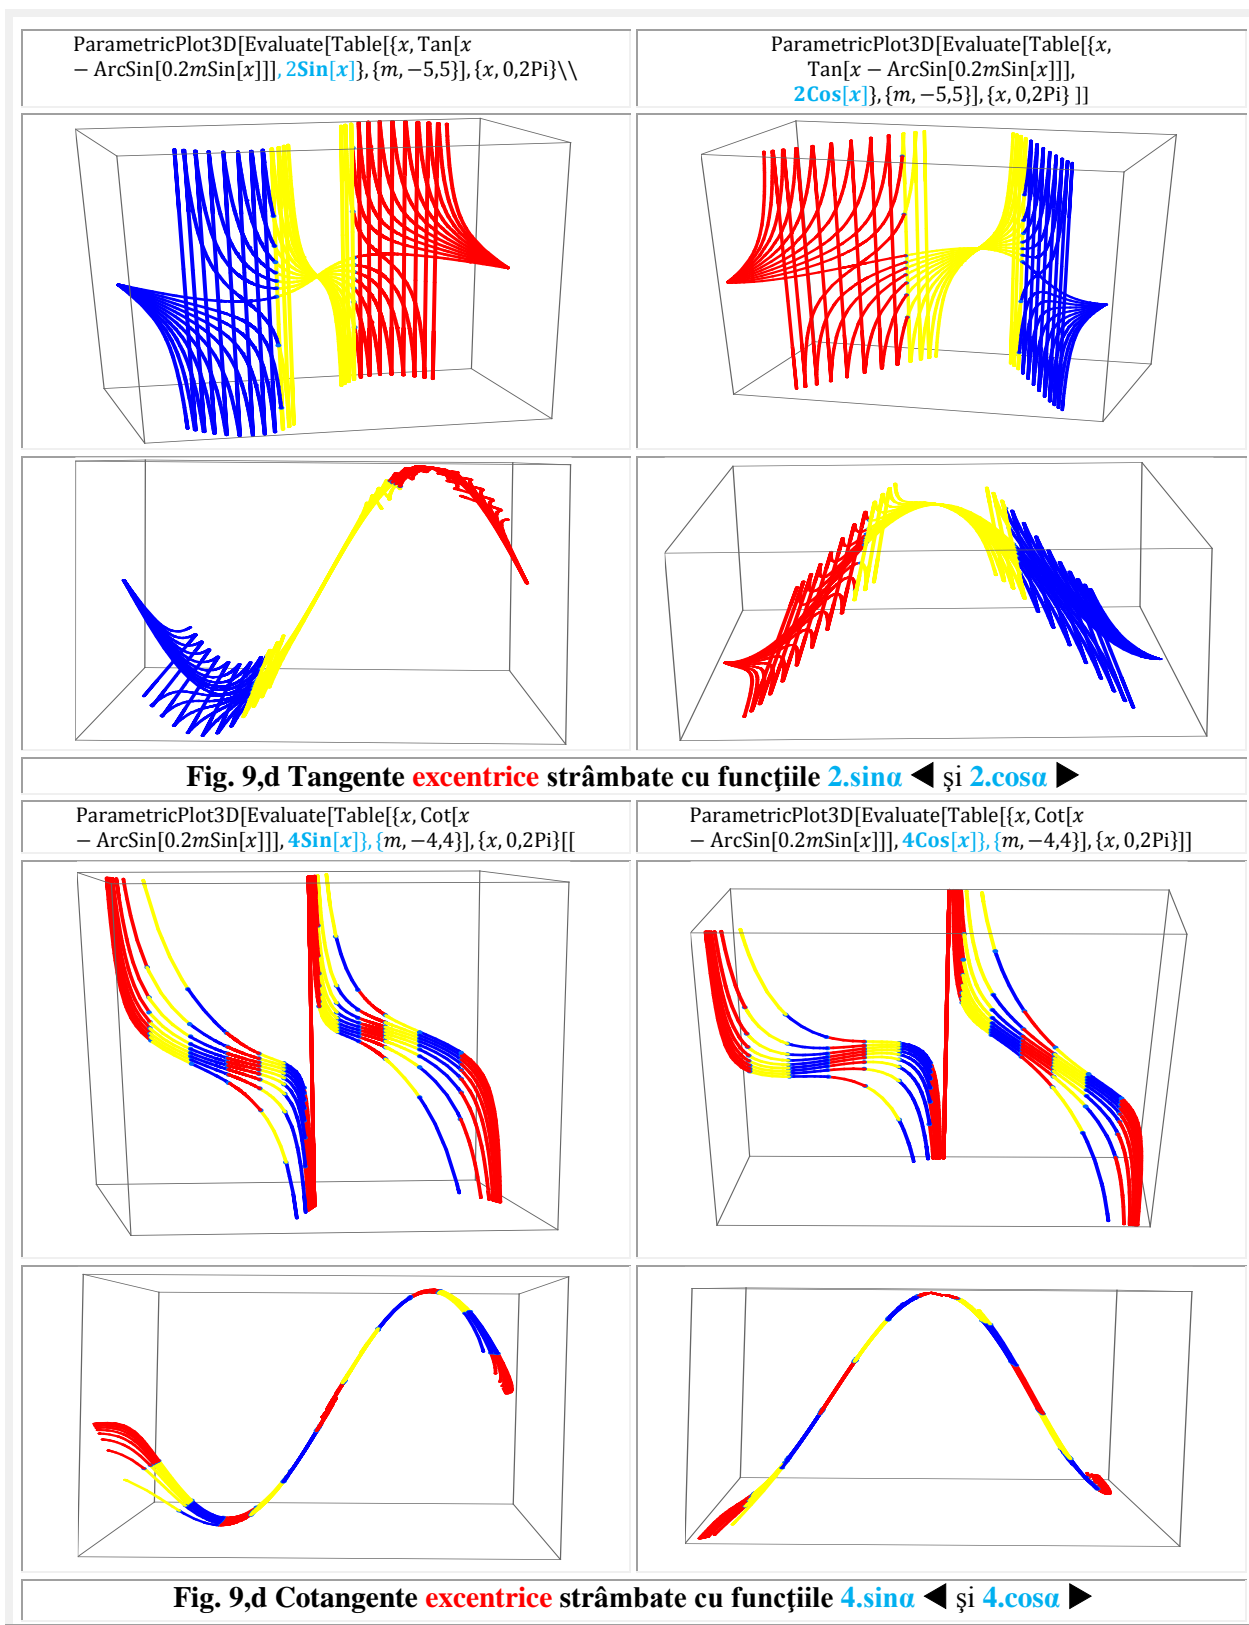 ParametricPlot3D[Evaluate[Table[{x, Tan[x
− ArcSin[0.2mSin[x]]], 2Sin[x]}, {m, −5,5}], {x, 0,2Pi}\\
ParametricPlot3D[Evaluate[Table[{x,
Tan[x − ArcSin[0.2mSin[x]]],
2Cos[x]}, {m, −5,5}], {x, 0,2Pi} ]]
Fig. 9,d Tangente excentrice strâmbate cu funcţiile 2.sinα ◄ şi 2.cosα ►
ParametricPlot3D[Evaluate[Table[{x, Cot[x
− ArcSin[0.2mSin[x]]], 4Sin[x]}, {m, −4,4}], {x, 0,2Pi}[[
ParametricPlot3D[Evaluate[Table[{x, Cot[x
− ArcSin[0.2mSin[x]]], 4Cos[x]}, {m, −4,4}], {x, 0,2Pi}]]
Fig. 9,d Cotangente excentrice strâmbate cu funcţiile 4.sinα ◄ şi 4.cosα ►